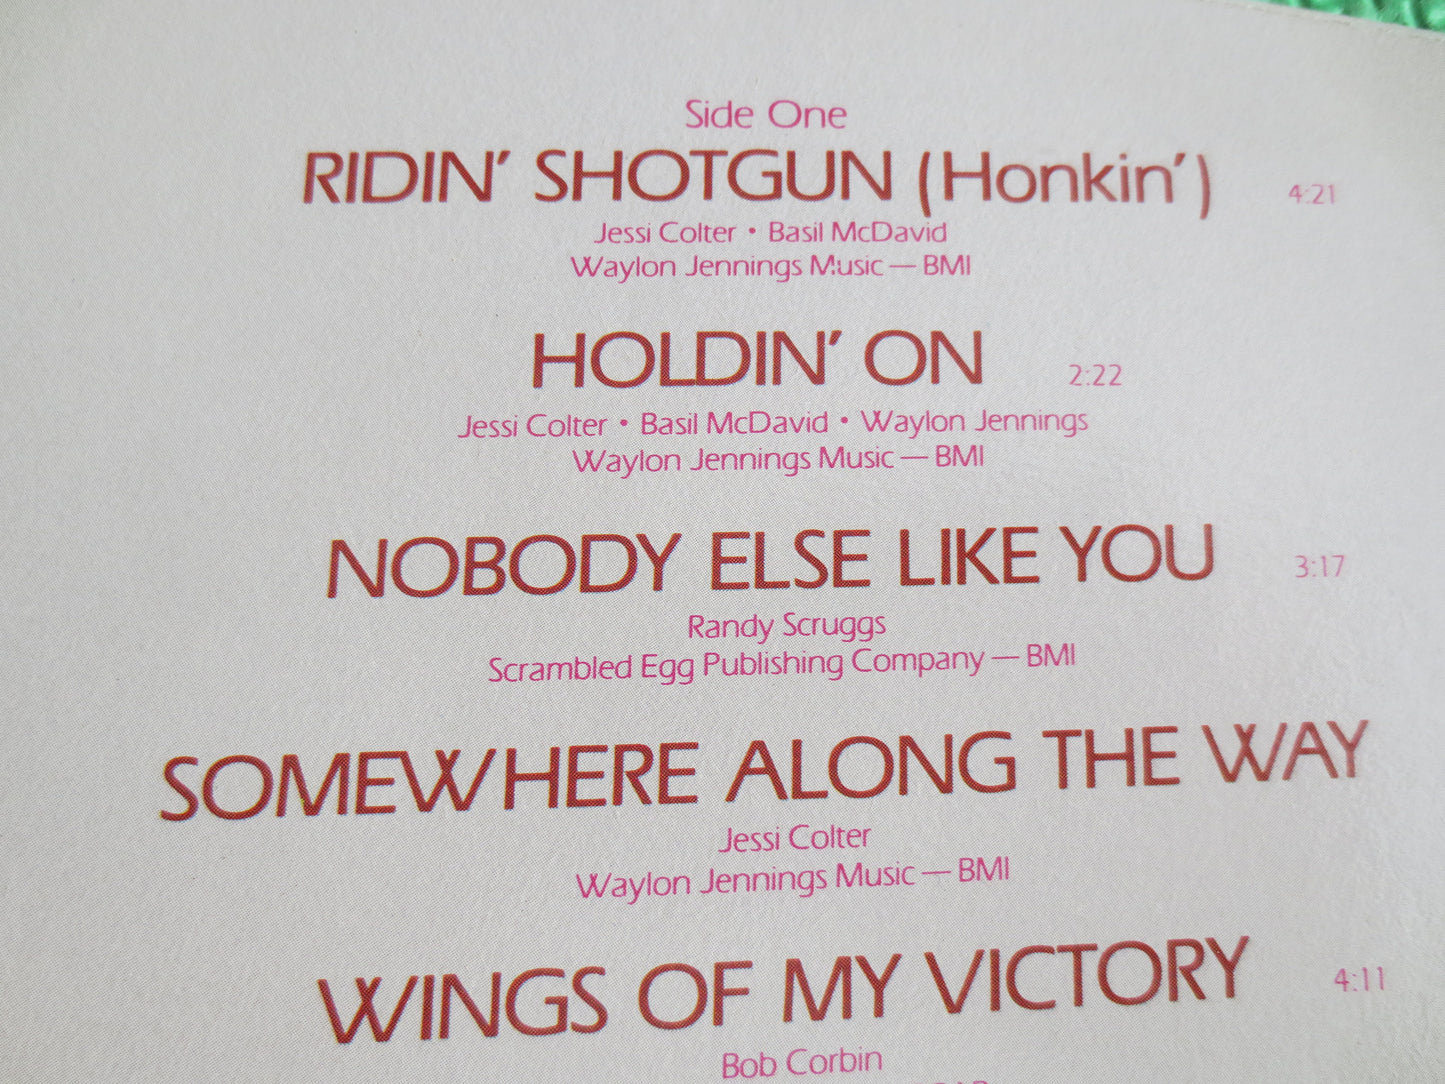 Side One
RIDIN' SHOTGUN (Honkin') 4:21
Jessi Colter • Basil McDavid
Waylon Jennings Music — BMI
HOLDIN' ON 2:22
Jessi Colter • Basil McDavid • Waylon Jennings
Waylon Jennings Music — BMI
NOBODY ELSE LIKE YOU 3:17
Randy Scruggs
Scrambled Egg Publishing Company — BMI
SOMEWHERE ALONG THE WAY
Jessi Colter
Waylon Jennings Music — BMI
WINGS OF MY VICTORY 4:11
Bob Corbin